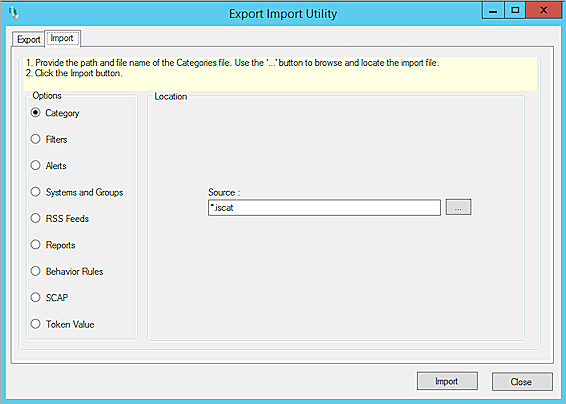 Export Import Utility
Export
Import
1. Provide the path and file name of the Categories file. Use the '...' button to browse and locate the import file.
2. Click the Import button.
Options
Category
Filters
Alerts
Systems and Groups
RSS Feeds
Reports
Behavior Rules
SCAP
Token Value
Location
Source :
*.iscat
...
Import
Close